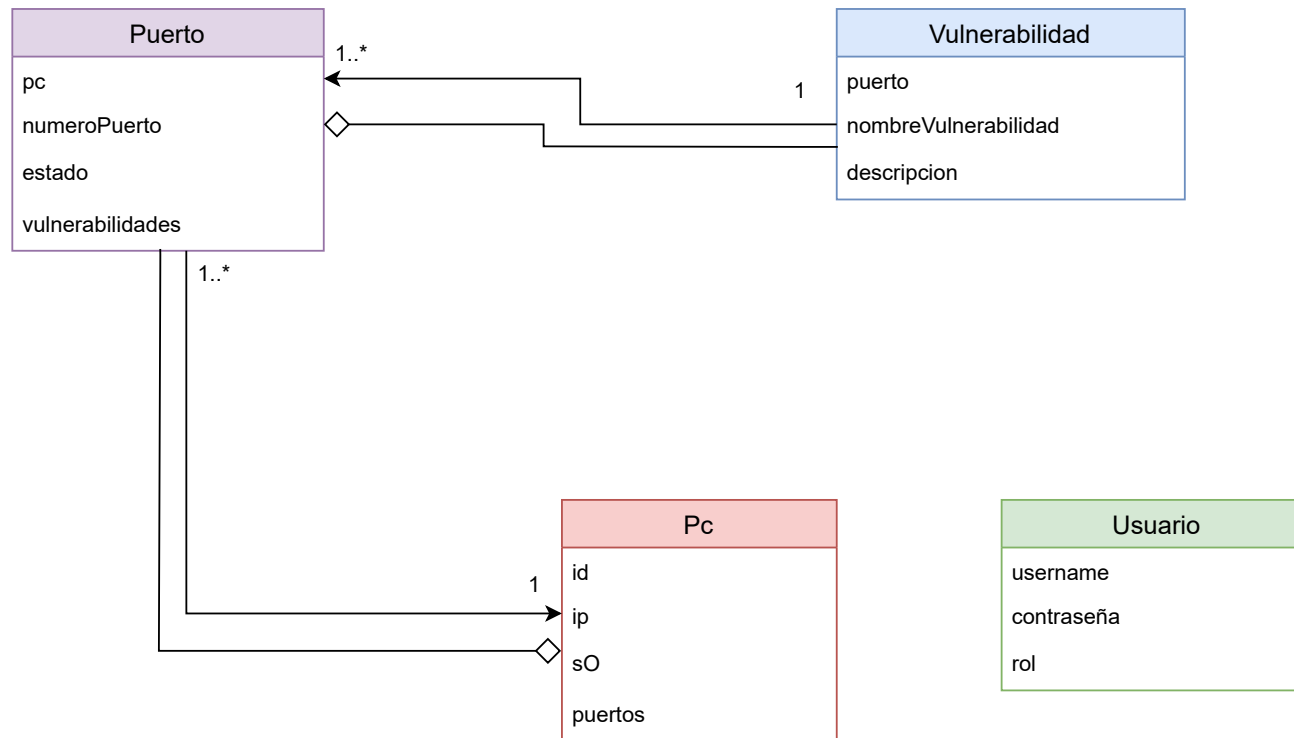 Puerto
pc
numeroPuerto
estado
vulnerabilidades
1..*
1
Vulnerabilidad
puerto
nombreVulnerabilidad
descripcion
1..*
1
Pc
id
ip
sO
puertos
Usuario
username
contraseña
rol